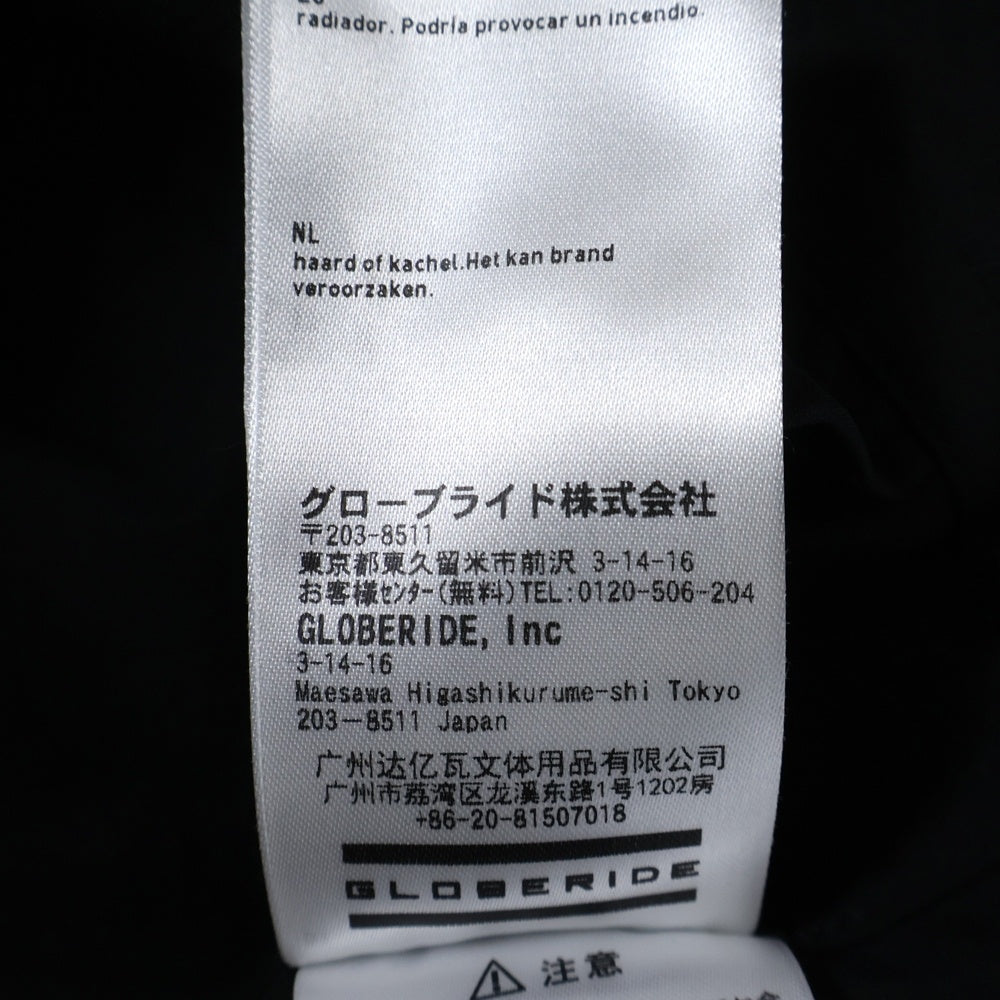 radiador. Podría provocar un incendio.
NL
haard of kachel.Het kan brand
veroorzaken.
グローブライド株式会社
〒203-8511
東京都東久留米市前沢 3-14-16
お客様ｾﾝﾀｰ(無料)TEL:0120-506-204
GLOBERIDE, Inc
3-14-16
Maesawa Higashikurume-shi Tokyo
203-8511 Japan
广州达亿瓦文体用品有限公司
广州市荔湾区龙溪东路1号1202房
+86-20-81507018
GLOBERIDE
注意